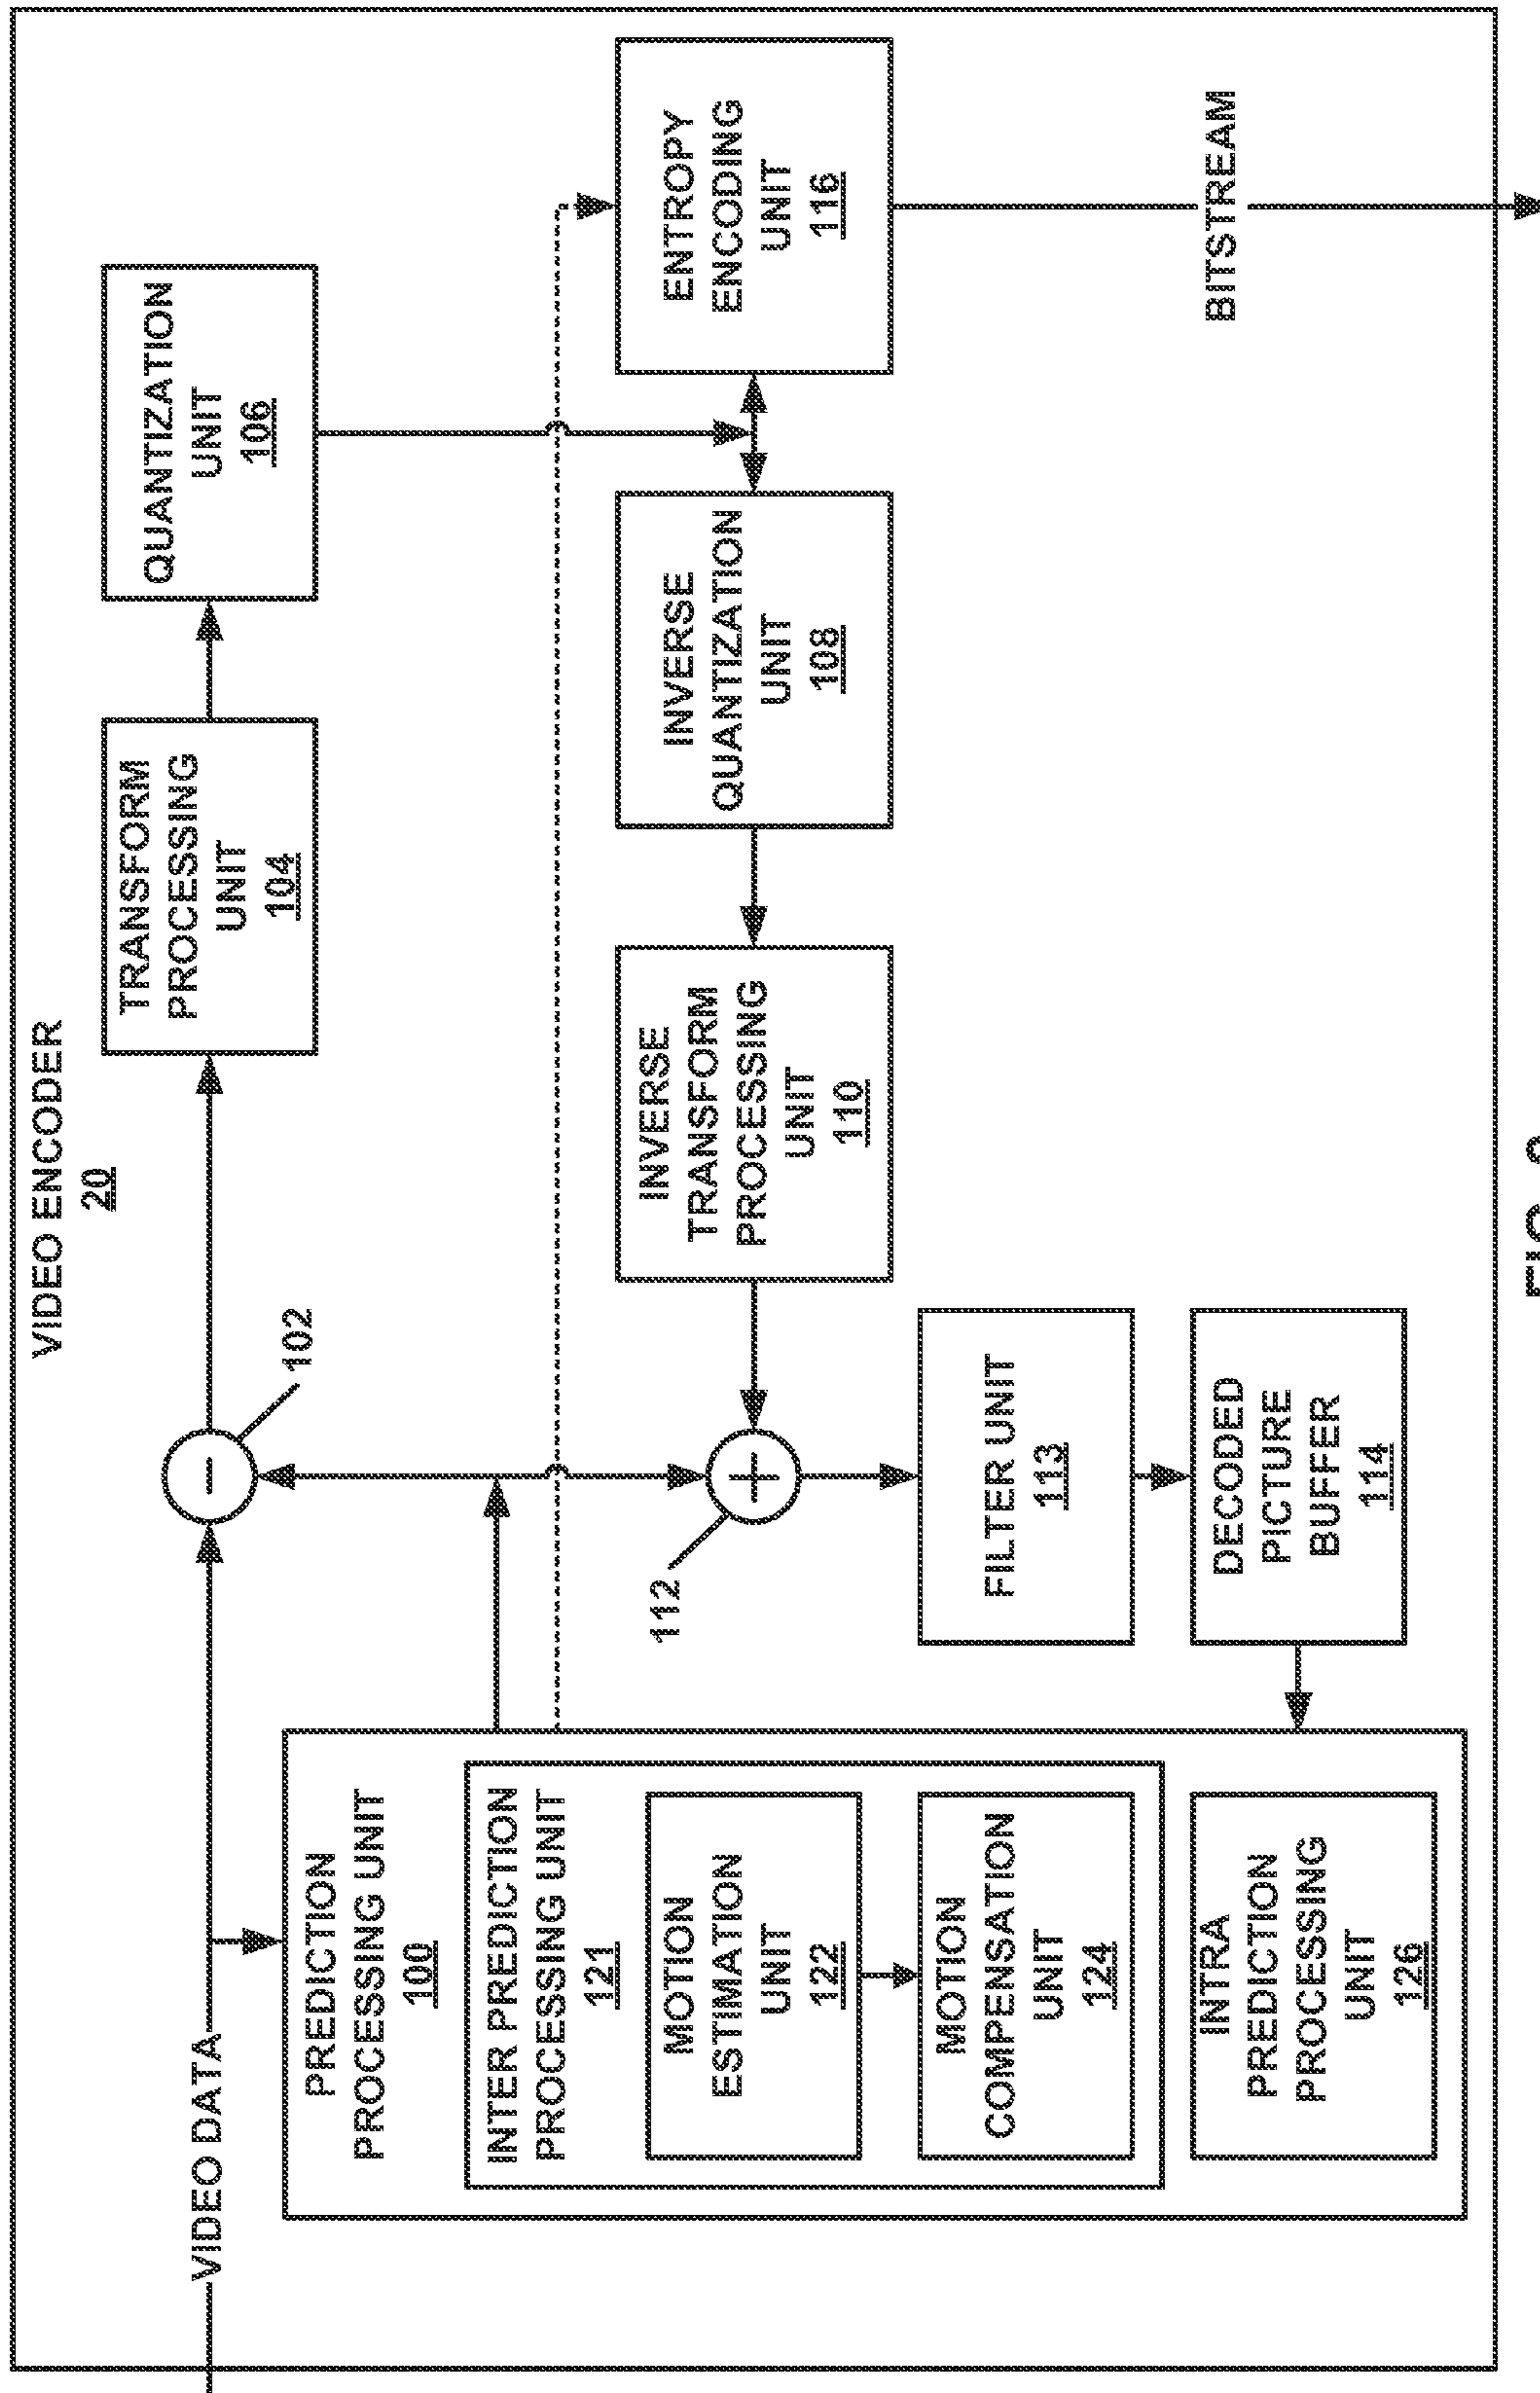 VIDEO ENCODER
20
VIDEO DATA
102
TRANSFORM
PROCESSING
UNIT
104
QUANTIZATION
UNIT
106
PREDICTION
PROCESSING UNIT
100
INTER PREDICTION
PROCESSING UNIT
121
MOTION
ESTIMATION
UNIT
122
MOTION
COMPENSATION
UNIT
124
INTRA
PREDICTION
PROCESSING
UNIT
126
112
INVERSE
TRANSFORM
PROCESSING
UNIT
110
INVERSE
QUANTIZATION
UNIT
108
ENTROPY
ENCODING
UNIT
116
FILTER UNIT
113
DECODED
PICTURE
BUFFER
114
BITSTREAM